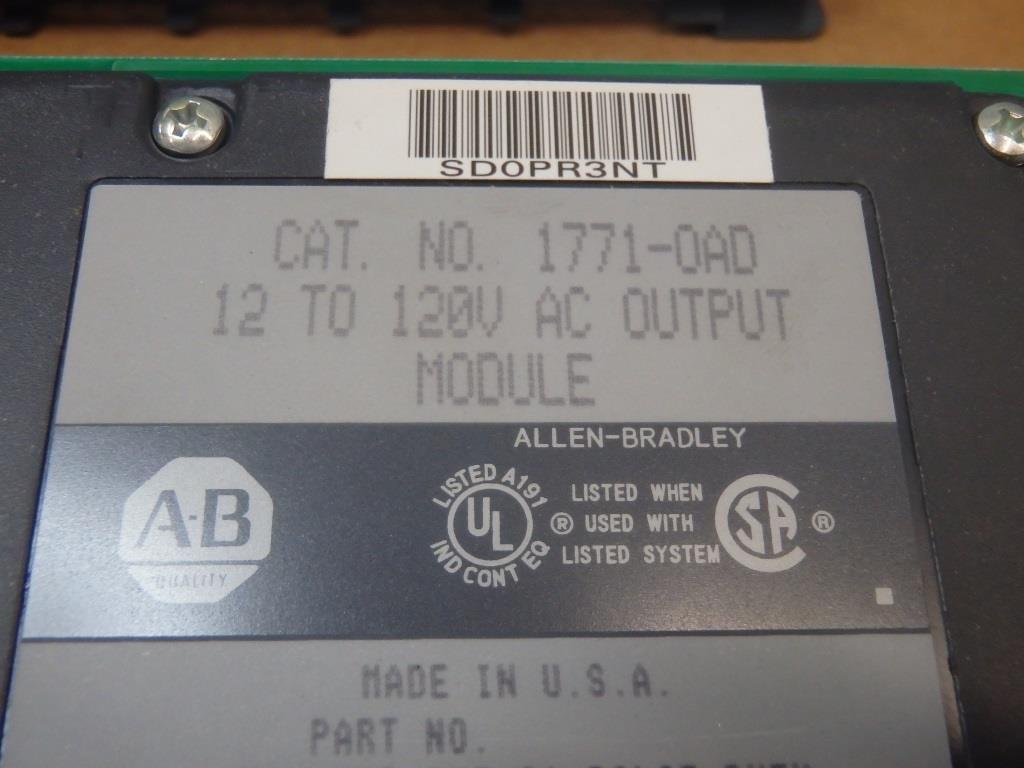 SD0PR3NT
CAT. NO. 1771-OAD
12 TO 120V AC OUTPUT
MODULE
ALLEN-BRADLEY
A-B
QUALITY
LISTED A191
UL
IND CONT EQ
®
LISTED WHEN
USED WITH
LISTED SYSTEM
SA
®
MADE IN U.S.A.
PART NO.